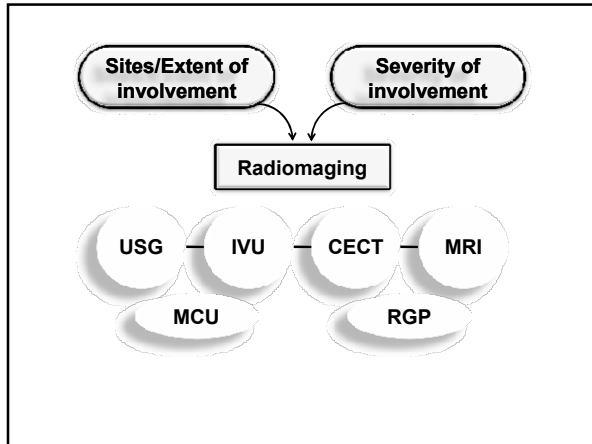 Sites/Extent of
involvement
Severity of
involvement
Radiomaging
USG
IVU
CECT
MRI
MCU
RGP